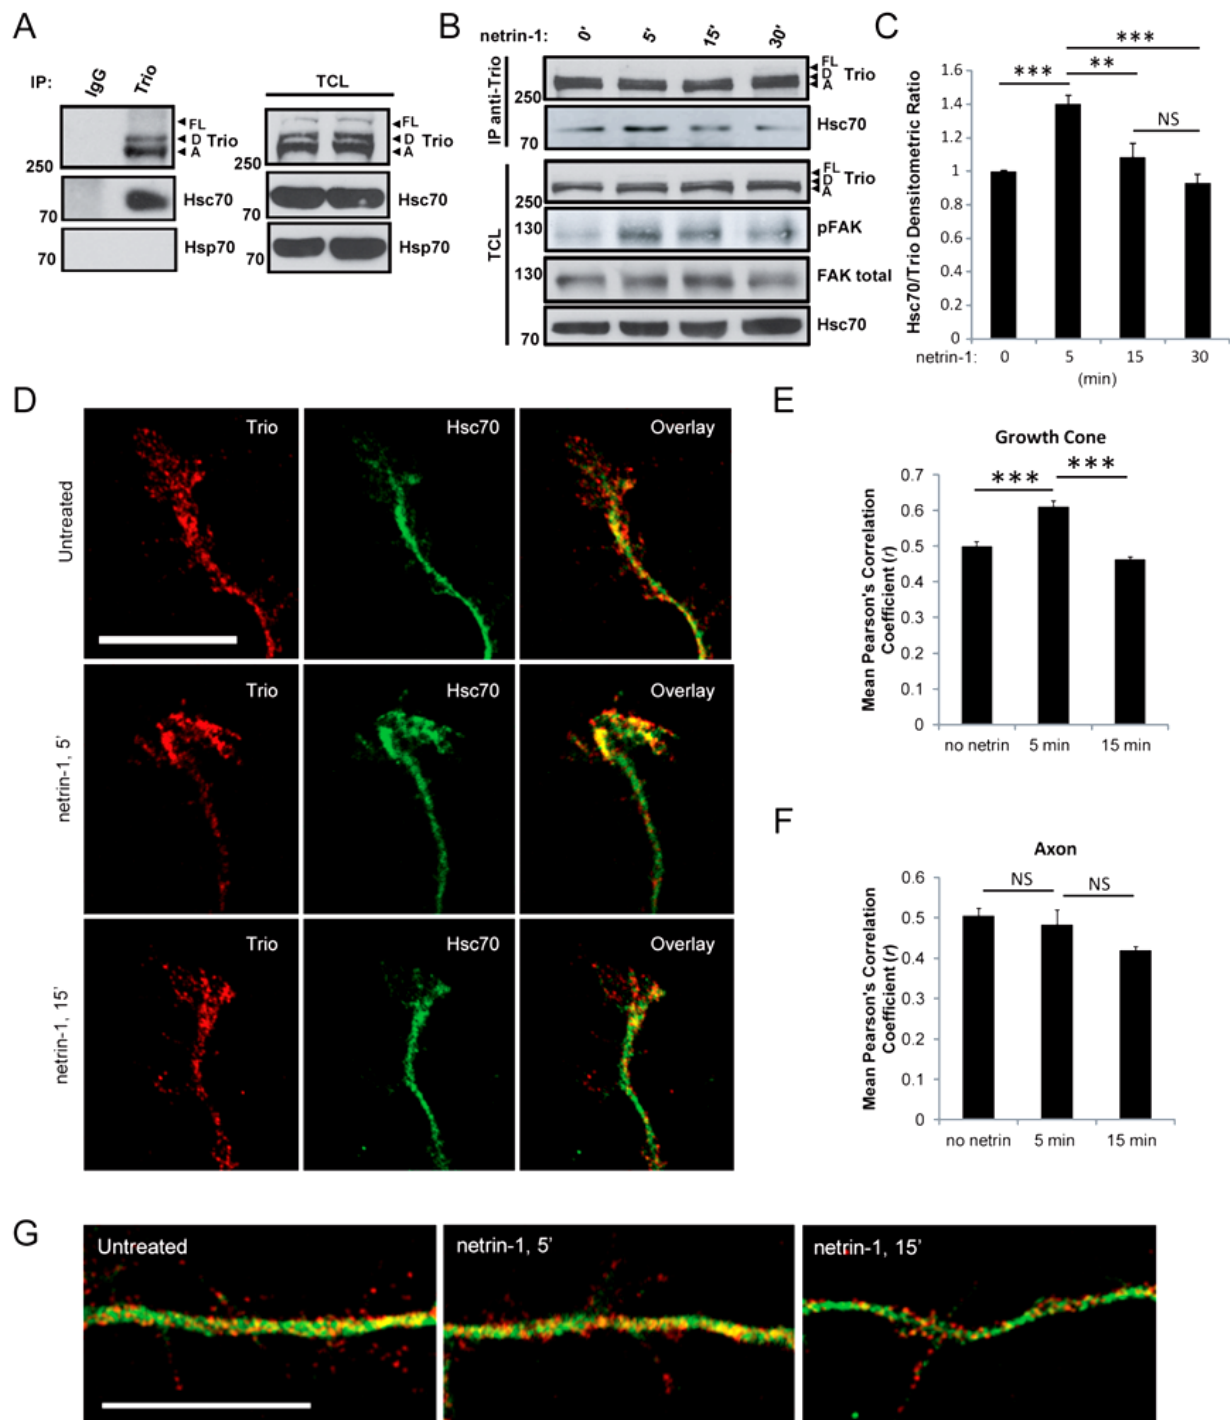 A
IP:
IgG
Trio
FL
D Trio
A
250
Hsc70
70
Hsp70
70
TCL
FL
D Trio
A
250
Hsc70
70
Hsp70
70
B
netrin-1: 0' 5' 15' 30'
IP anti-Trio
FL
D Trio
A
250
Hsc70
70
TCL
FL
D Trio
A
250
130 pFAK
130 FAK total
Hsc70
70
C
Hsc70/Trio Densitometric Ratio
***
*** **
NS
1.6
1.4
1.2
1
0.8
0.6
0.4
0.2
0
netrin-1: 0 5 15 30
(min)
D
Untreated
Trio Hsc70 Overlay
netrin-1, 5'
Trio Hsc70 Overlay
netrin-1, 15'
Trio Hsc70 Overlay
E
Growth Cone
Mean Pearson's Correlation
Coefficient (r)
*** ***
0.7
0.6
0.5
0.4
0.3
0.2
0.1
0
no netrin 5 min 15 min
F
Axon
Mean Pearson's Correlation
Coefficient (r)
NS NS
0.6
0.5
0.4
0.3
0.2
0.1
0
no netrin 5 min 15 min
G
Untreated
netrin-1, 5'
netrin-1, 15'